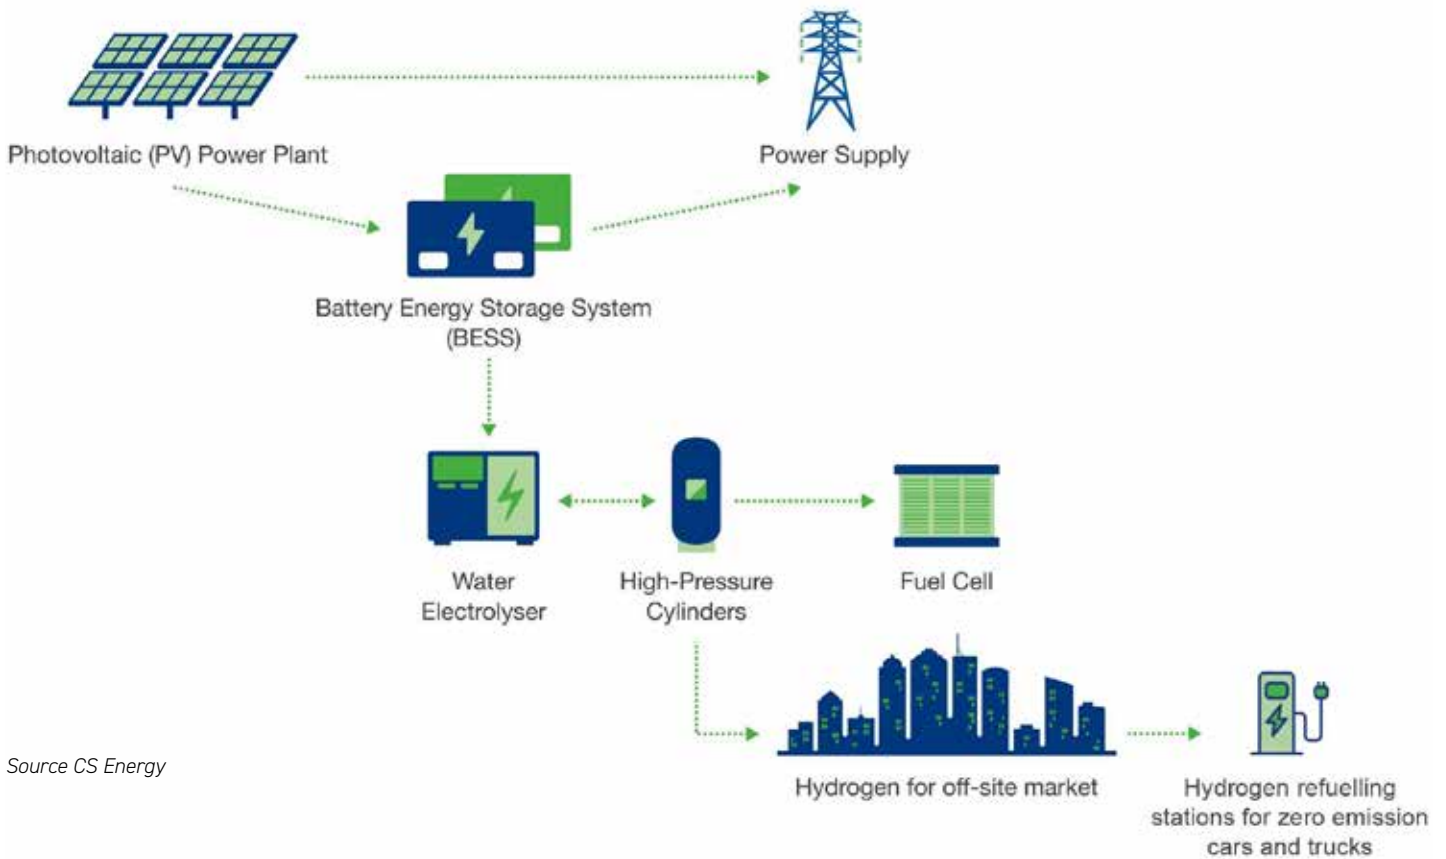 Photovoltaic (PV) Power Plant
Power Supply
Battery Energy Storage System
(BESS)
Water
Electrolyser
High-Pressure
Cylinders
Fuel Cell
Source CS Energy
Hydrogen for off-site market
Hydrogen refuelling
stations for zero emission
cars and trucks